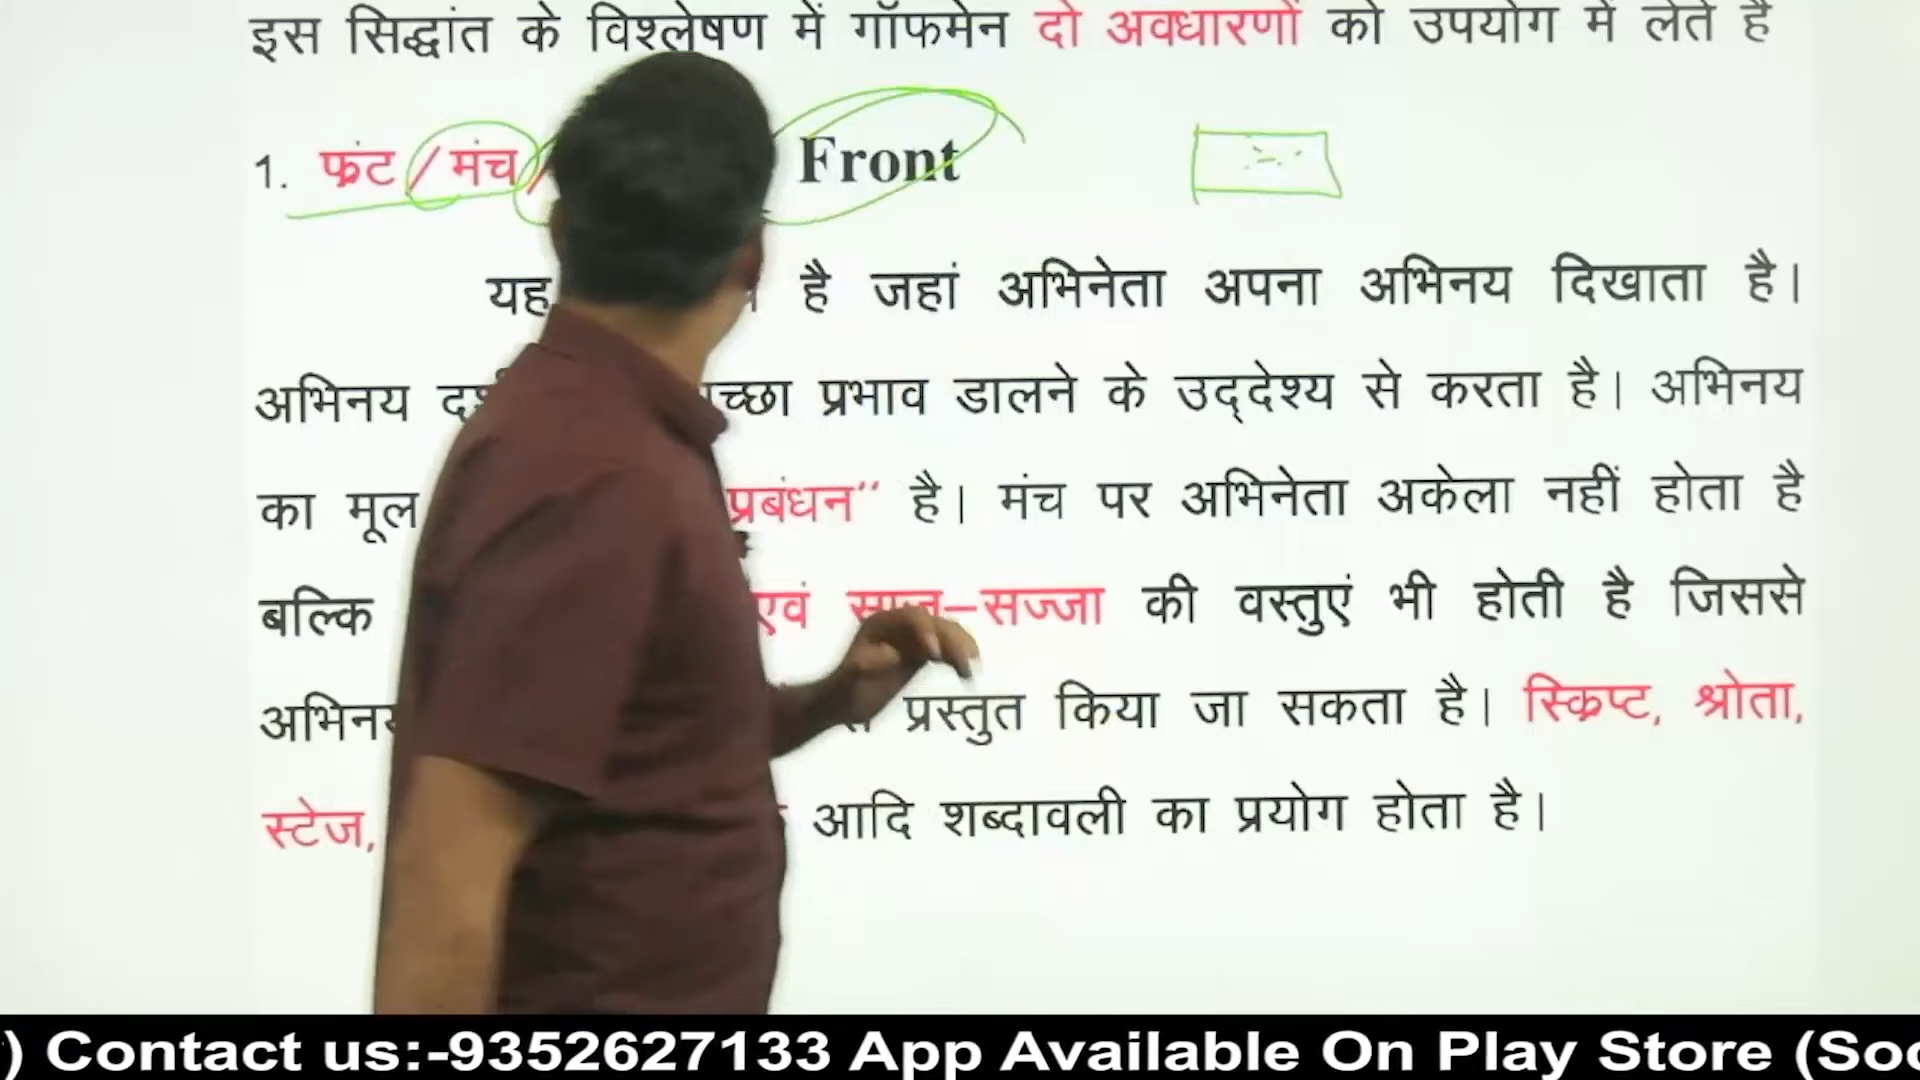 इस सिद्धांत के विश्लेषण में गॉफमेन दो अवधारणों को उपयोग में लेते है
1. फ्रंट / मंच / Front
यह है जहां अभिनेता अपना अभिनय दिखाता है।
अभिनय प्रभाव डालने के उद्देश्य से करता है। अभिनय
का मूल प्रबंधन” है। मंच पर अभिनेता अकेला नहीं होता है
बल्कि एवं साज–सज्जा की वस्तुएं भी होती है जिससे
प्रस्तुत किया जा सकता है। स्क्रिप्ट, श्रोता,
स्टेज, आदि शब्दावली का प्रयोग होता है।
) Contact us:-9352627133 App Available On Play Store (Soc